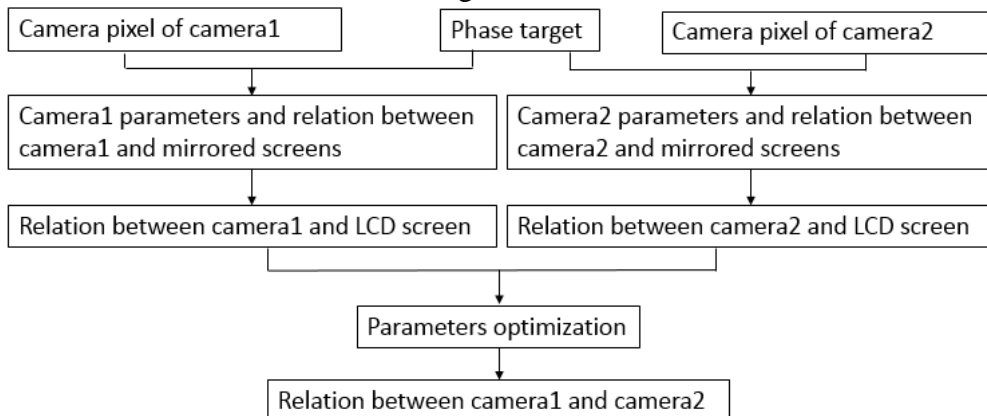 Camera pixel of camera1
Phase target
Camera pixel of camera2
Camera1 parameters and relation between
camera1 and mirrored screens
Camera2 parameters and relation between
camera2 and mirrored screens
Relation between camera1 and LCD screen
Relation between camera2 and LCD screen
Parameters optimization
Relation between camera1 and camera2